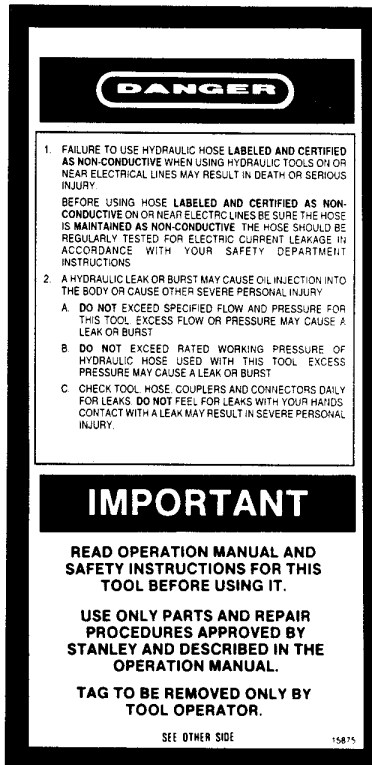 DANGER
1. FAILURE TO USE HYDRAULIC HOSE LABELED AND CERTIFIED
AS NON-CONDUCTIVE WHEN USING HYDRAULIC TOOLS ON OR
NEAR ELECTRICAL LINES MAY RESULT IN DEATH OR SERIOUS
INJURY.
BEFORE USING HOSE LABELED AND CERTIFIED AS NON-
CONDUCTIVE ON OR NEAR ELECTRC LINES BE SURE THE HOSE
IS MAINTAINED AS NON-CONDUCTIVE THE HOSE SHOULD BE
REGULARLY TESTED FOR ELECTRIC CURRENT LEAKAGE IN
ACCORDANCE WITH YOUR SAFETY DEPARTMENT
INSTRUCTIONS
2. A HYDRAULIC LEAK OR BURST MAY CAUSE OIL INJECTION INTO
THE BODY OR CAUSE OTHER SEVERE PERSONAL INJURY
A. DO NOT EXCEED SPECIFIED FLOW AND PRESSURE FOR
THIS TOOL. EXCESS FLOW OR PRESSURE MAY CAUSE A
LEAK OR BURST
B. DO NOT EXCEED RATED WORKING PRESSURE OF
HYDRAULIC HOSE USED WITH THIS TOOL EXCESS
PRESSURE MAY CAUSE A LEAK OR BURST
C. CHECK TOOL, HOSE, COUPLERS AND CONNECTORS DAILY
FOR LEAKS. DO NOT FEEL FOR LEAKS WITH YOUR HANDS
CONTACT WITH A LEAK MAY RESULT IN SEVERE PERSONAL
INJURY.
IMPORTANT
READ OPERATION MANUAL AND
SAFETY INSTRUCTIONS FOR THIS
TOOL BEFORE USING IT.
USE ONLY PARTS AND REPAIR
PROCEDURES APPROVED BY
STANLEY AND DESCRIBED IN THE
OPERATION MANUAL.
TAG TO BE REMOVED ONLY BY
TOOL OPERATOR.
SEE OTHER SIDE 15875